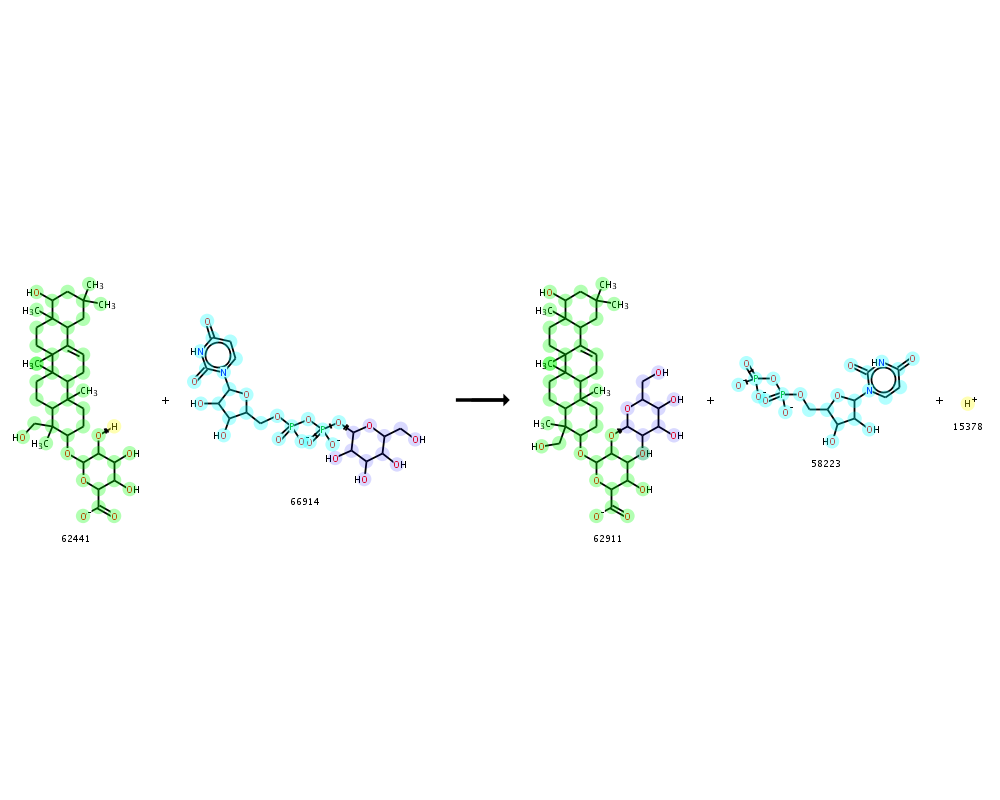 HO CH₃
CH₃
H₃C
H₃C
CH₃
HO
H₃C
O H
O OH
O OH
O⁻ O
62441
+
O
HN
O N
O
HO
HO
O O O
P P
O O⁻ O O⁻
O
OH
HO OH
HO
66914
HO CH₃
CH₃
H₃C
H₃C
CH₃
H₃C
HO
OH
O OH
OH
O OH
O
O OH
O⁻ O
62911
+
O
P O
O⁻ O⁻
P O
O O⁻
O
HO OH
O HN O
N
58223
+
H⁺
15378